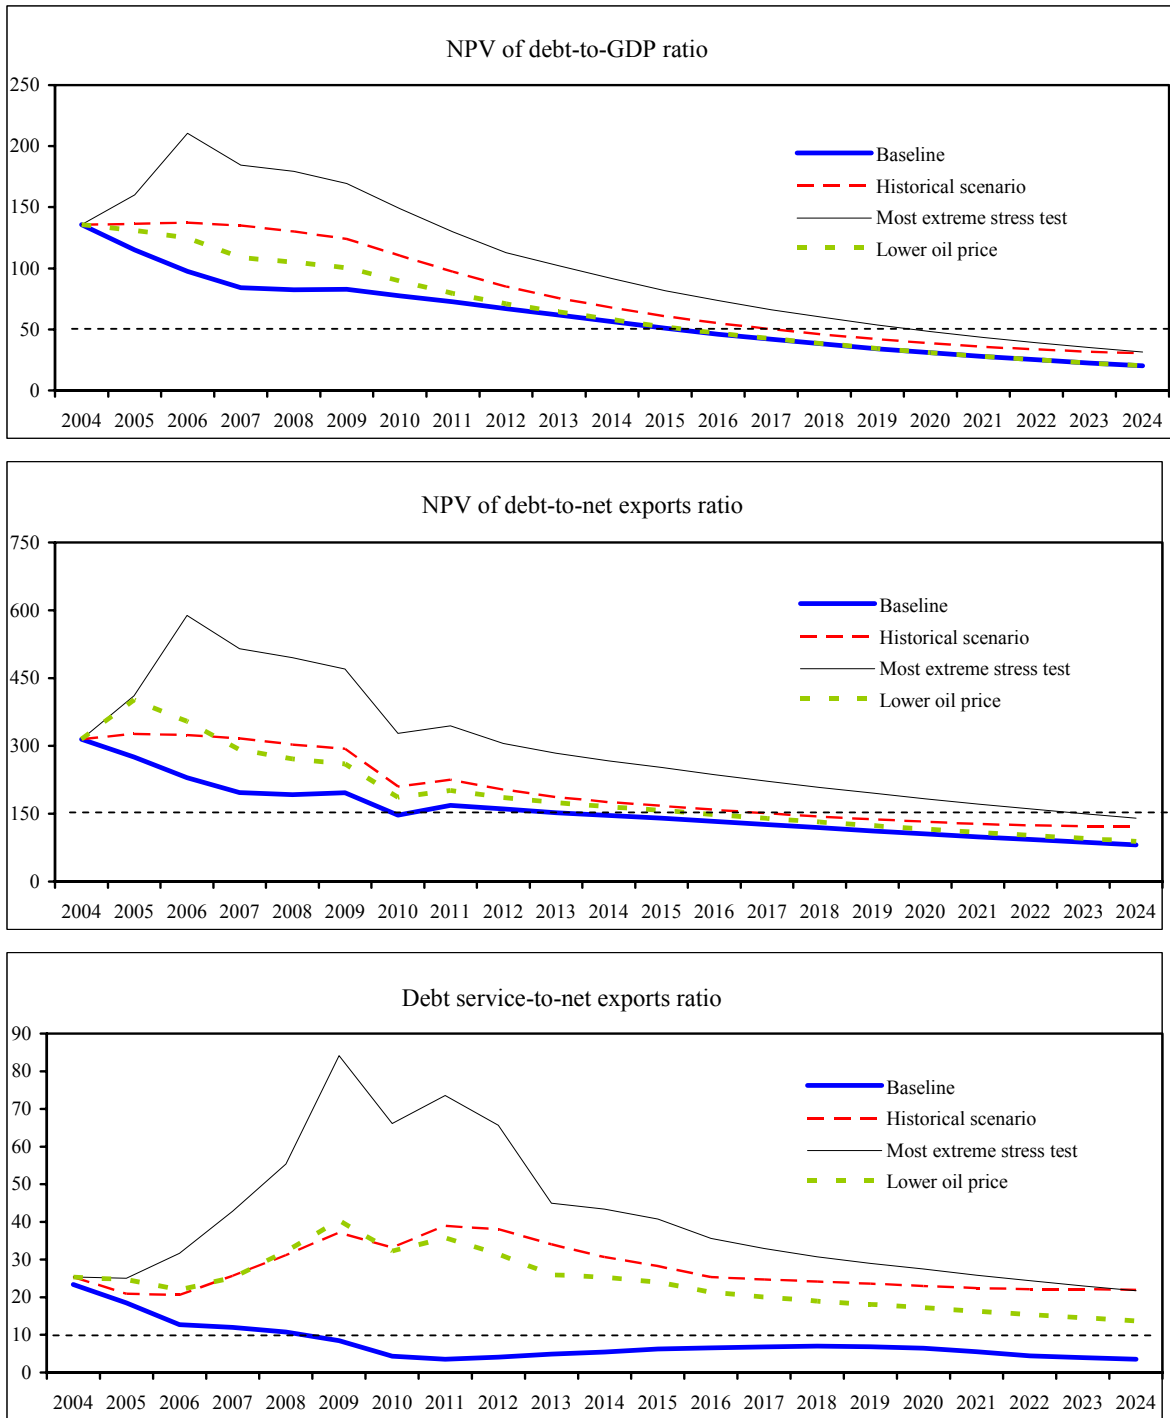 NPV of debt-to-GDP ratio
250
200
150
100
50
0
Baseline
Historical scenario
Most extreme stress test
Lower oil price
2004 2005 2006 2007 2008 2009 2010 2011 2012 2013 2014 2015 2016 2017 2018 2019 2020 2021 2022 2023 2024
NPV of debt-to-net exports ratio
750
600
450
300
150
0
Baseline
Historical scenario
Most extreme stress test
Lower oil price
2004 2005 2006 2007 2008 2009 2010 2011 2012 2013 2014 2015 2016 2017 2018 2019 2020 2021 2022 2023 2024
Debt service-to-net exports ratio
90
80
70
60
50
40
30
20
10
0
Baseline
Historical scenario
Most extreme stress test
Lower oil price
2004 2005 2006 2007 2008 2009 2010 2011 2012 2013 2014 2015 2016 2017 2018 2019 2020 2021 2022 2023 2024